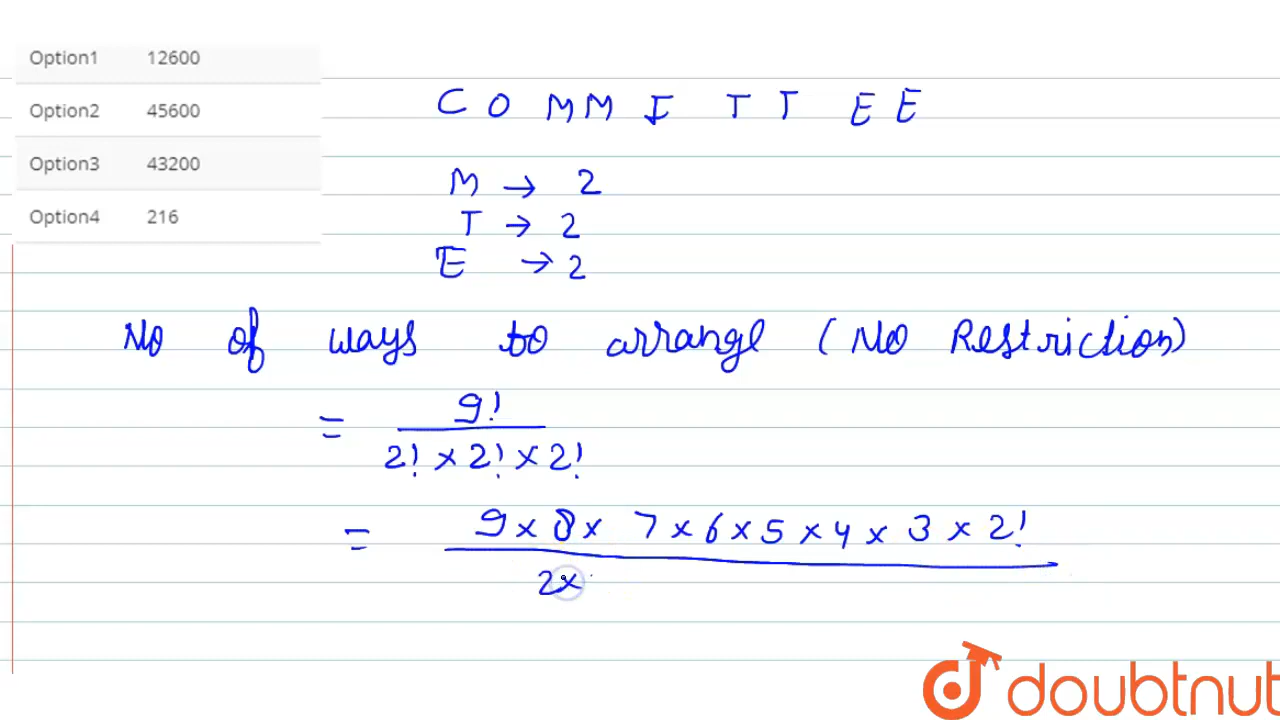 Option1 12600
Option2 45600
Option3 43200
Option4 216
C O M M I T T E E
M → 2
T → 2
E → 2
No of ways to arrange (No Restriction)
= 9! / 2! × 2! × 2!
= 9 × 8 × 7 × 6 × 5 × 4 × 3 × 2! / 2×
doubtnut